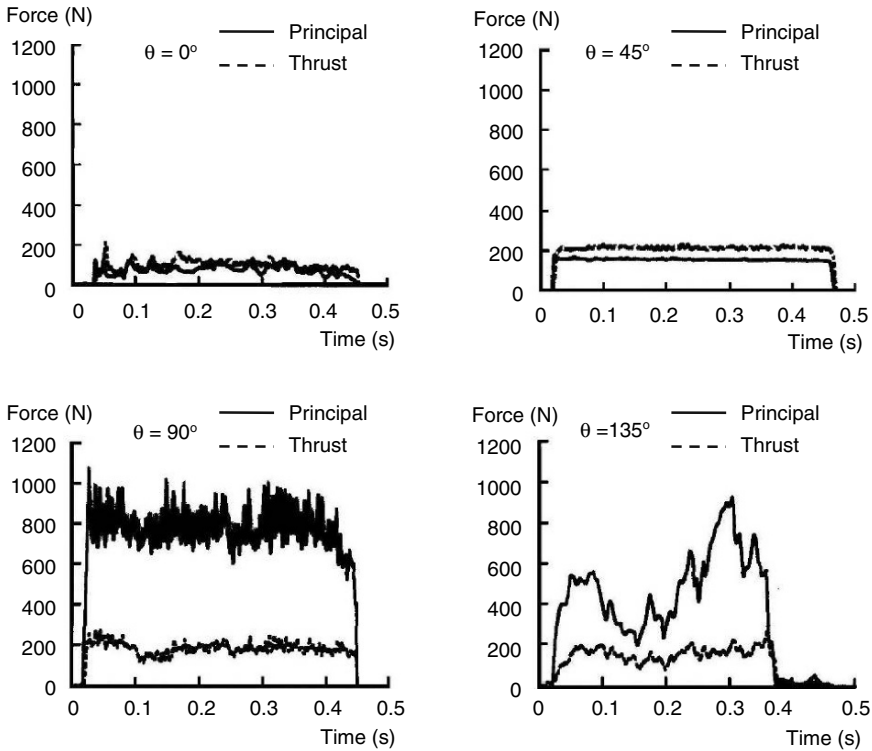 Force (N)
Principal
Thrust
θ = 0°
1200
1000
800
600
400
200
0
0 0.1 0.2 0.3 0.4 0.5
Time (s)
Force (N)
Principal
Thrust
θ = 45°
1200
1000
800
600
400
200
0
0 0.1 0.2 0.3 0.4 0.5
Time (s)
Force (N)
Principal
Thrust
θ = 90°
1200
1000
800
600
400
200
0
0 0.1 0.2 0.3 0.4 0.5
Time (s)
Force (N)
Principal
Thrust
θ =135°
1200
1000
800
600
400
200
0
0 0.1 0.2 0.3 0.4 0.5
Time (s)